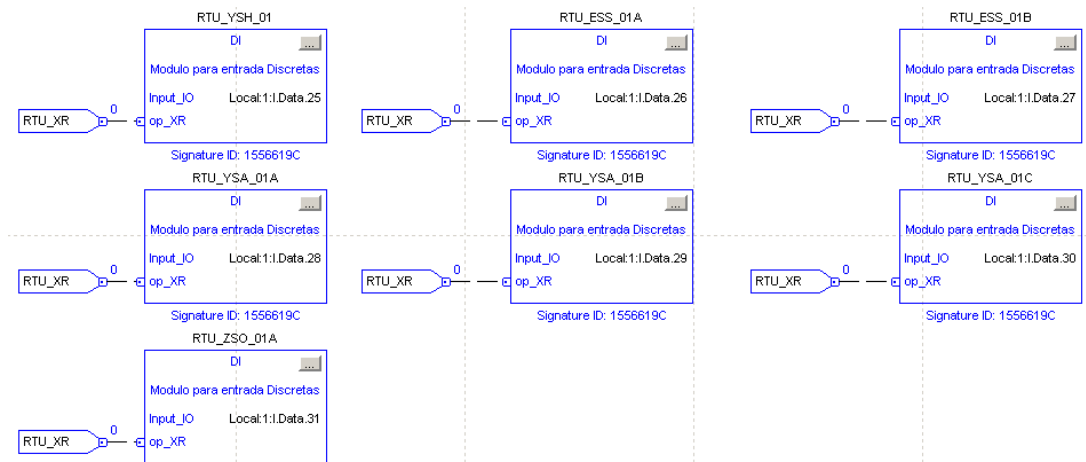 RTU_YSH_01 RTU_ESS_01A RTU_ESS_01B
DI ... DI ... DI ...
Modulo para entrada Discretas Modulo para entrada Discretas Modulo para entrada Discretas
Input_IO Local:1:I.Data.25 Input_IO Local:1:I.Data.26 Input_IO Local:1:I.Data.27
RTU_XR 0 op_XR RTU_XR 0 op_XR RTU_XR 0 op_XR
Signature ID: 1556619C Signature ID: 1556619C Signature ID: 1556619C
RTU_YSA_01A RTU_YSA_01B RTU_YSA_01C
DI ... DI ... DI ...
Modulo para entrada Discretas Modulo para entrada Discretas Modulo para entrada Discretas
Input_IO Local:1:I.Data.28 Input_IO Local:1:I.Data.29 Input_IO Local:1:I.Data.30
RTU_XR 0 op_XR RTU_XR 0 op_XR RTU_XR 0 op_XR
Signature ID: 1556619C Signature ID: 1556619C Signature ID: 1556619C
RTU_ZSO_01A
DI ...
Modulo para entrada Discretas
Input_IO Local:1:I.Data.31
RTU_XR 0 op_XR